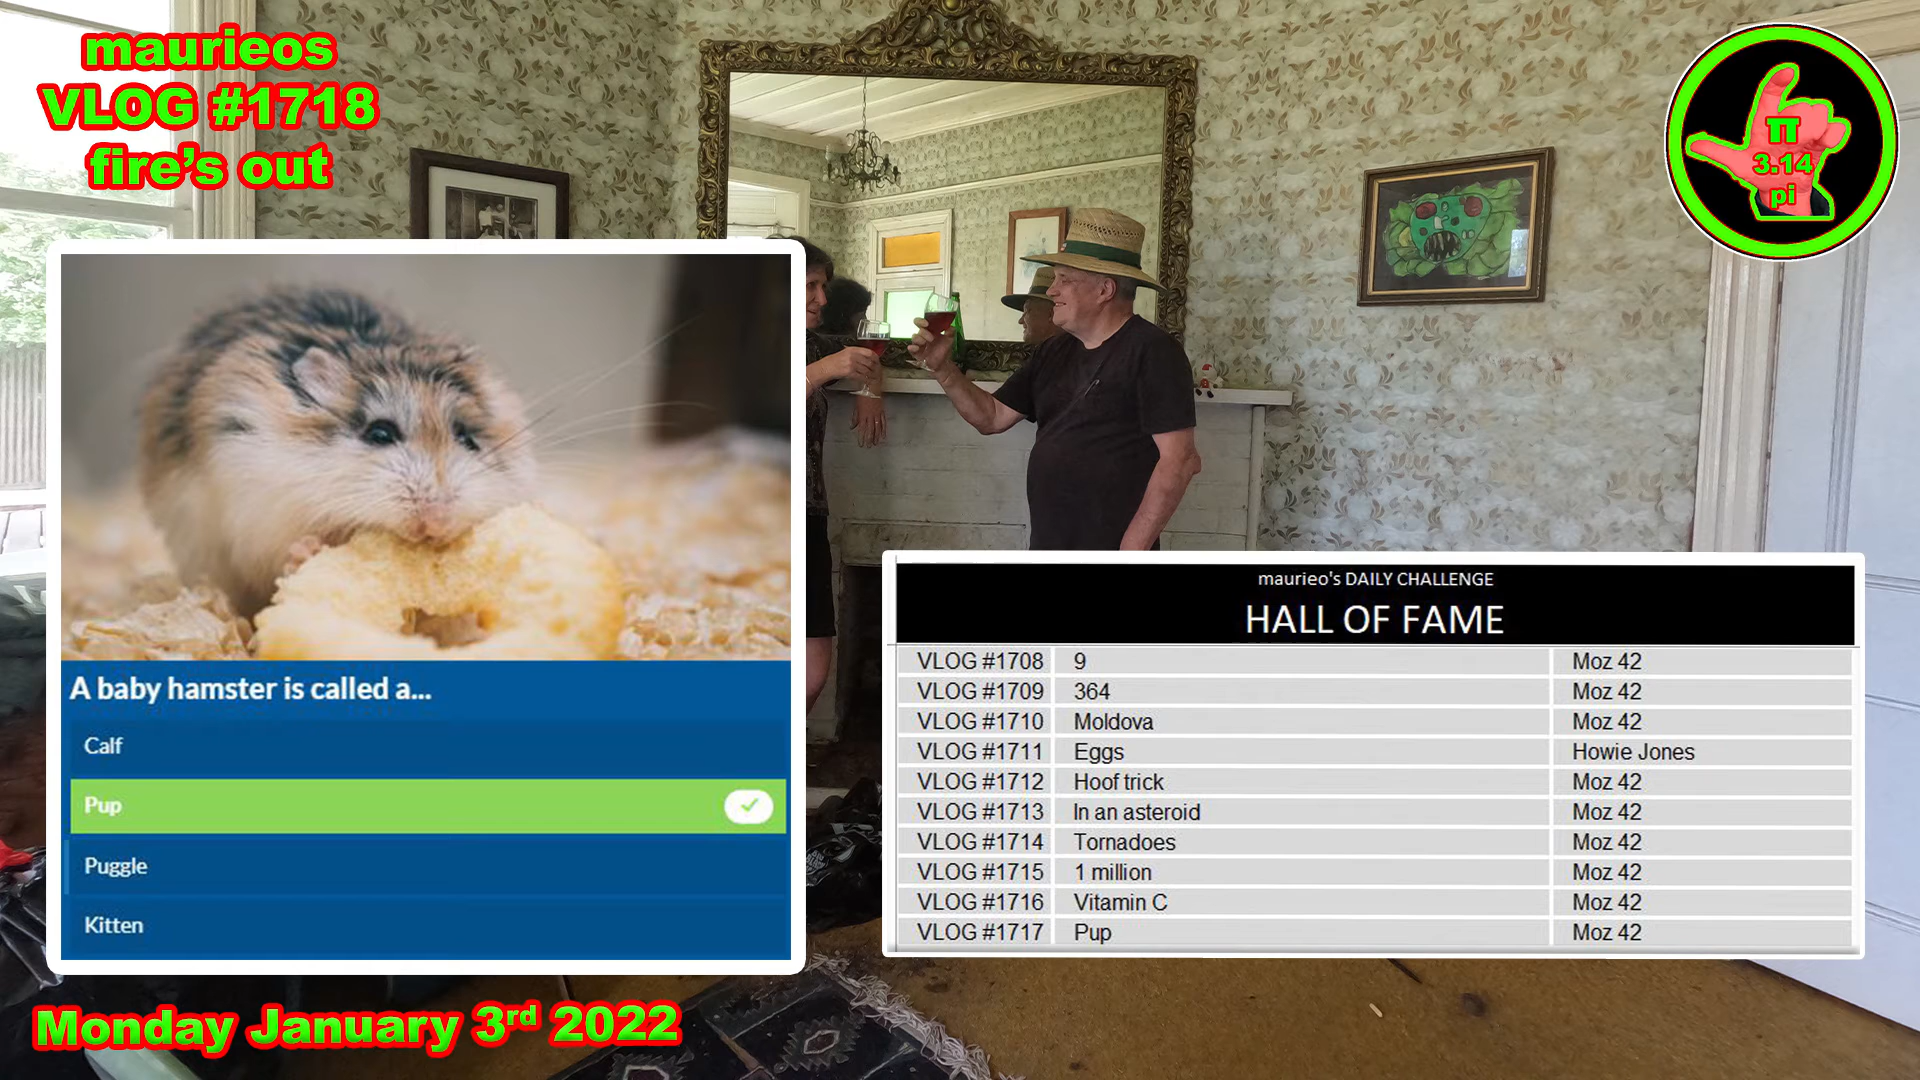 maurieos
VLOG #1718
fire's out
π
3.14
pi
A baby hamster is called a...
Calf
Pup
Puggle
Kitten
maurieo's DAILY CHALLENGE
HALL OF FAME
VLOG #1708 9 Moz 42
VLOG #1709 364 Moz 42
VLOG #1710 Moldova Moz 42
VLOG #1711 Eggs Howie Jones
VLOG #1712 Hoof trick Moz 42
VLOG #1713 In an asteroid Moz 42
VLOG #1714 Tornadoes Moz 42
VLOG #1715 1 million Moz 42
VLOG #1716 Vitamin C Moz 42
VLOG #1717 Pup Moz 42
Monday January 3rd 2022